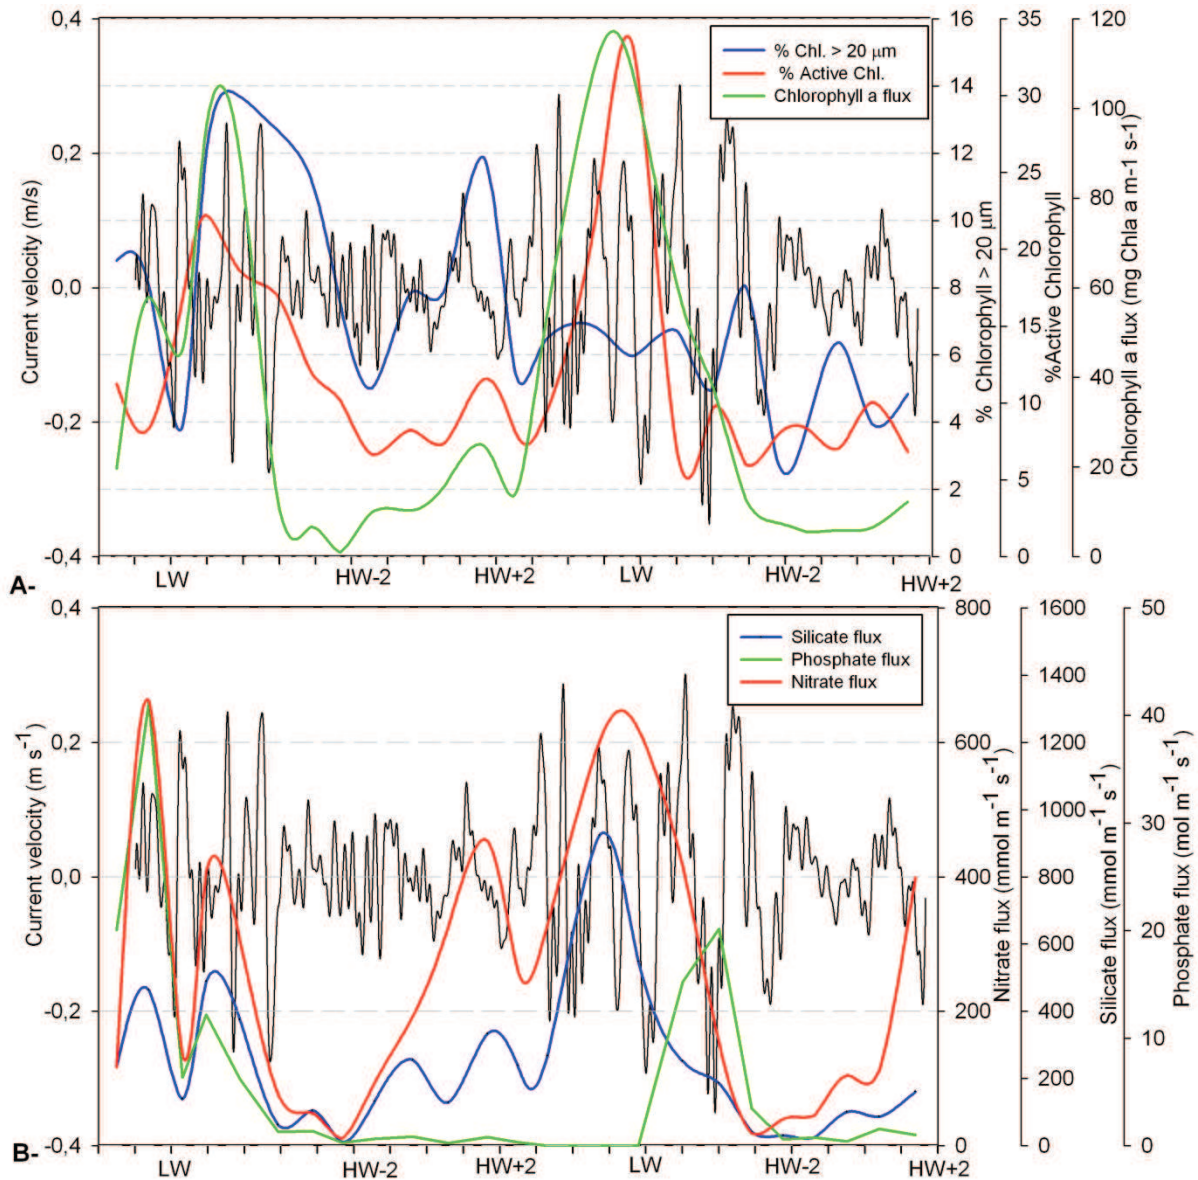 0,4
0,2
0,0
-0,2
-0,4
Current velocity (m/s)
% Chl. > 20 μm
% Active Chl.
Chlorophyll a flux
16
14
12
10
8
6
4
2
0
% Chlorophyll > 20 μm
35
30
25
20
15
10
5
0
%Active Chlorophyll
120
100
80
60
40
20
0
Chlorophyll a flux (mg Chla a m-1 s-1)
LW
HW-2
HW+2
LW
HW-2
HW+2
A-
0,4
0,2
0,0
-0,2
-0,4
Current velocity (m s-1)
Silicate flux
Phosphate flux
Nitrate flux
800
600
400
200
0
Nitrate flux (mmol m-1 s-1)
1600
1400
1200
1000
800
600
400
200
0
Silicate flux (mmol m-1 s-1)
50
40
30
20
10
0
Phosphate flux (mmol m-1 s-1)
LW
HW-2
HW+2
LW
HW-2
HW+2
B-